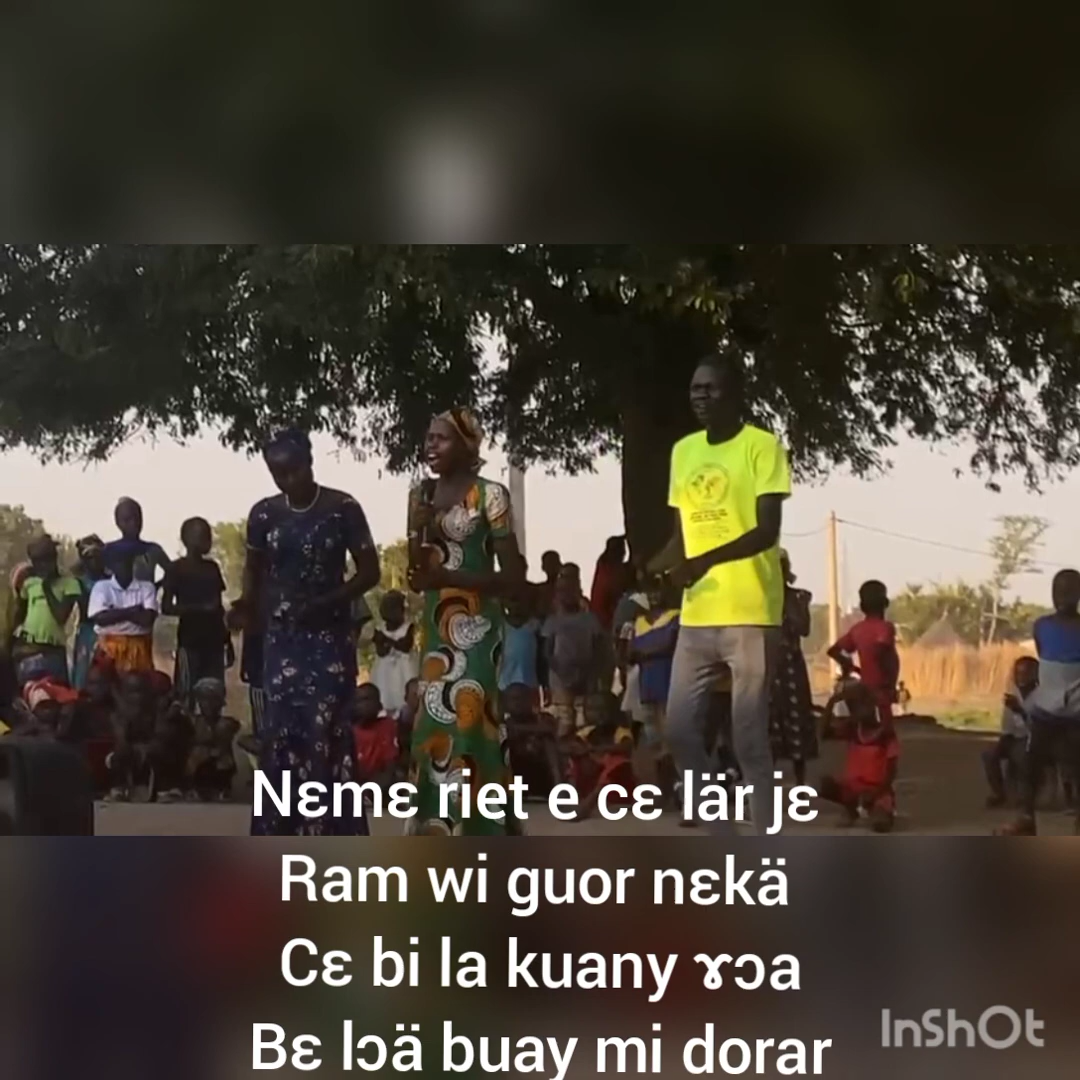 Nɛmɛ riet e cɛ lär jɛ
Ram wi guor nɛkä
Cɛ bi la kuany ɤɔa
Bɛ lɔä buay mi dorar
InShOt